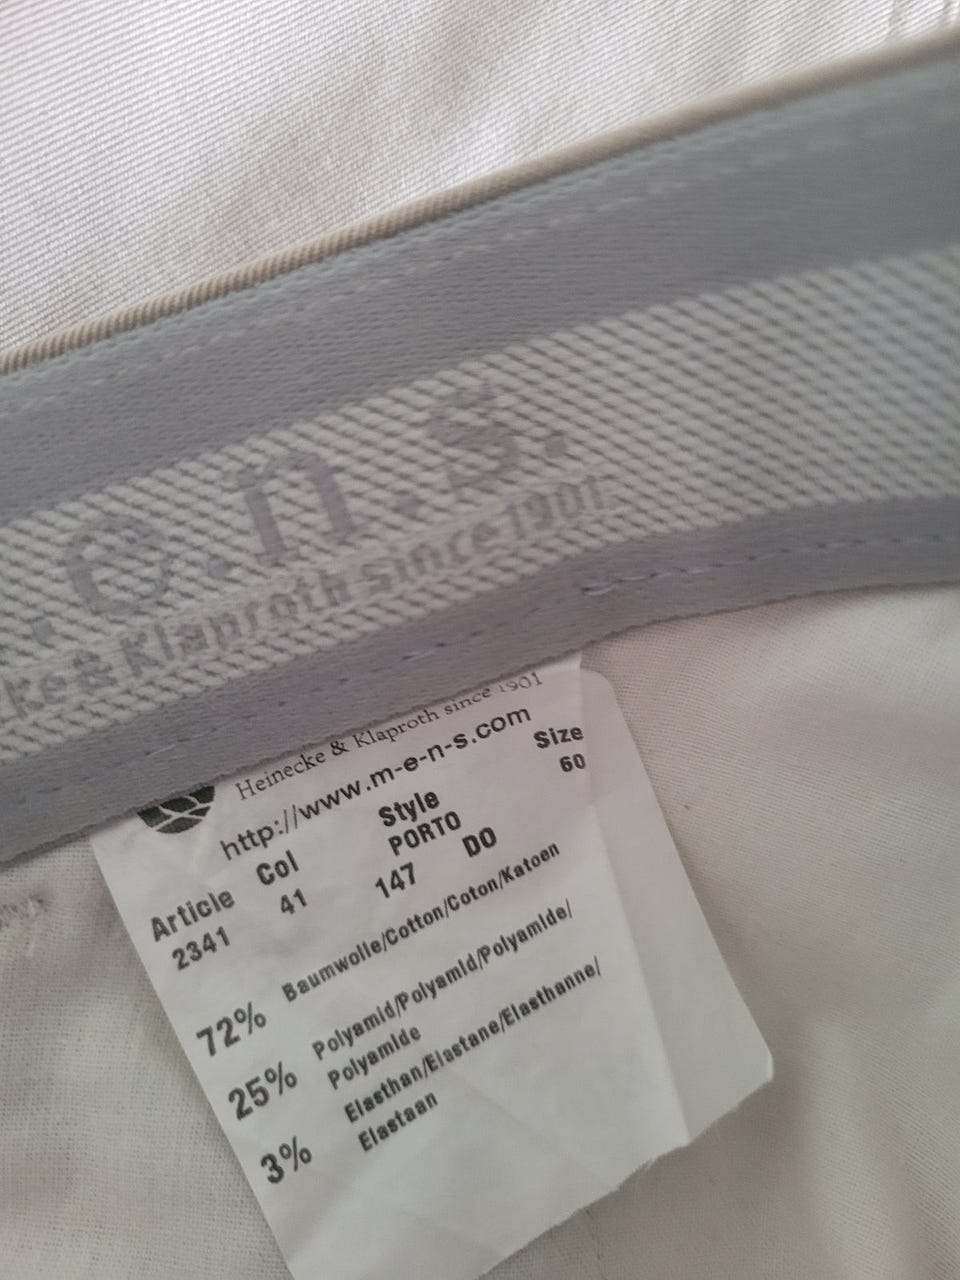 .e.n.s.
ke & Klaproth since 1901
Heinecke & Klaproth since 1901
http://www.m-e-n-s.com
Article Col Style Size
2341 41 PORTO 60
147 DO
72% Baumwolle/Cotton/Coton/Katoen
25% Polyamid/Polyamid/Polyamide/
Polyamide
3% Elasthan/Elastane/Elasthanne/
Elastaan